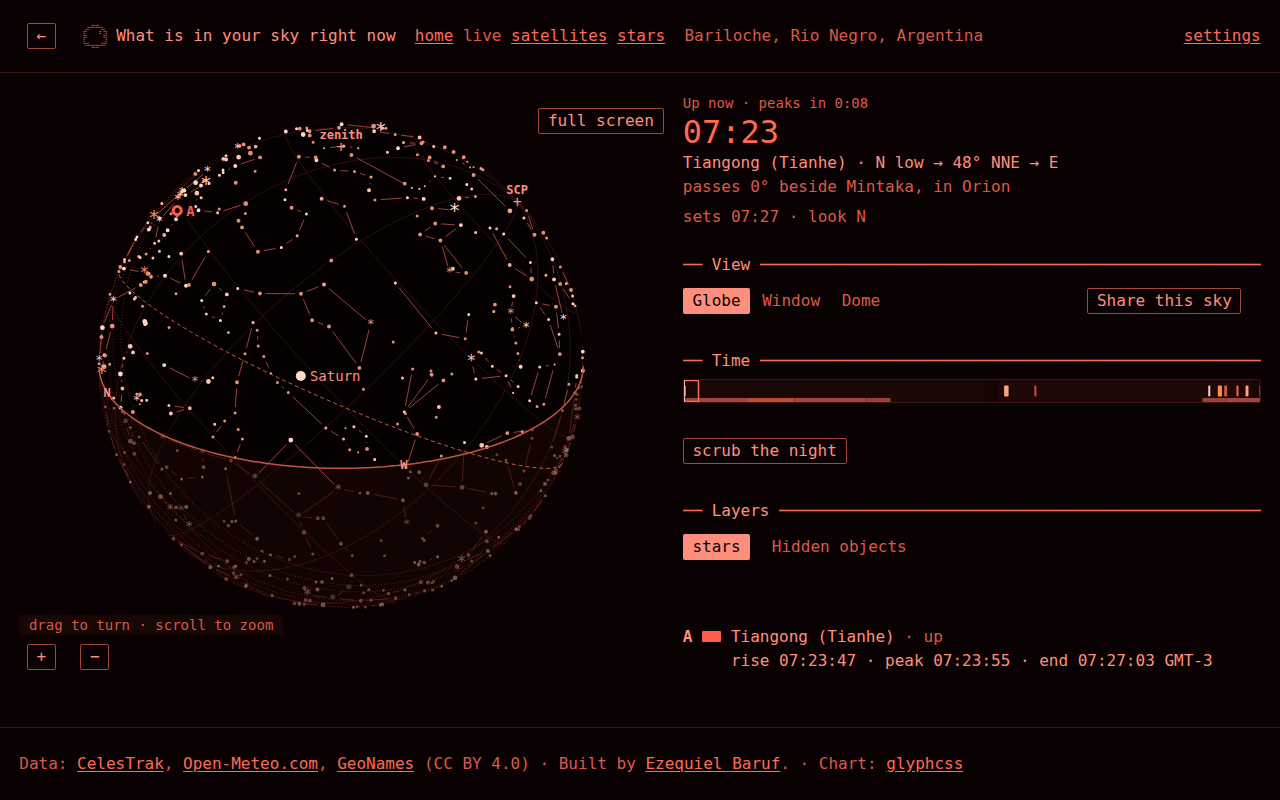 ← What is in your sky right now home live satellites stars Bariloche, Rio Negro, Argentina settings
full screen
zenith
SCP
A
Saturn
N
W
drag to turn · scroll to zoom
+ −
Up now · peaks in 0:08
07:23
Tiangong (Tianhe) · N low → 48° NNE → E
passes 0° beside Mintaka, in Orion
sets 07:27 · look N
View
Globe Window Dome Share this sky
Time
scrub the night
Layers
stars Hidden objects
A Tiangong (Tianhe) · up
rise 07:23:47 · peak 07:23:55 · end 07:27:03 GMT-3
Data: CelesTrak, Open-Meteo.com, GeoNames (CC BY 4.0) · Built by Ezequiel Baruf. · Chart: glyphcss